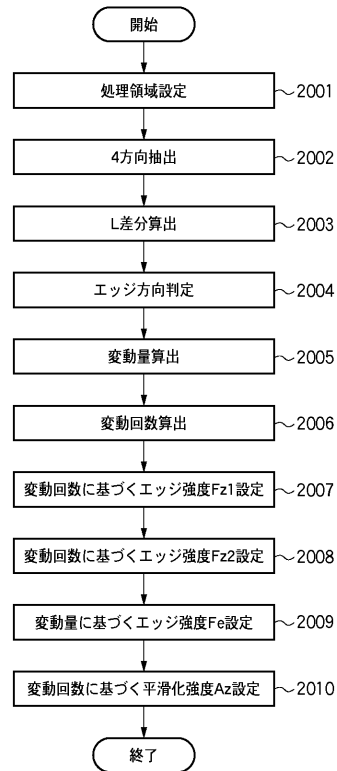 開始
処理領域設定 2001
4方向抽出 2002
L差分算出 2003
エッジ方向判定 2004
変動量算出 2005
変動回数算出 2006
変動回数に基づくエッジ強度Fz1設定 2007
変動回数に基づくエッジ強度Fz2設定 2008
変動量に基づくエッジ強度Fe設定 2009
変動回数に基づく平滑化強度Az設定 2010
終了